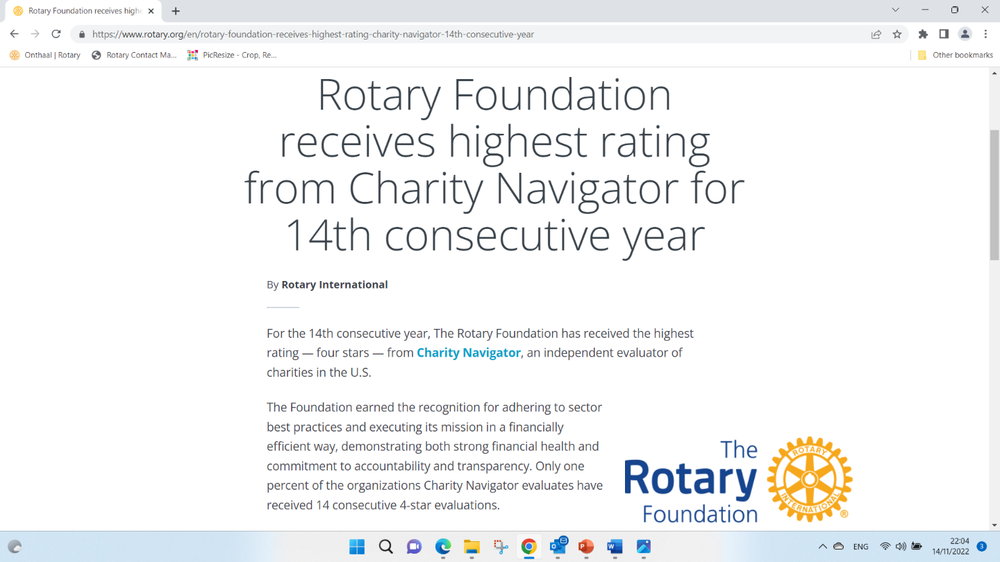 Rotary Foundation receives highe
https://www.rotary.org/en/rotary-foundation-receives-highest-rating-charity-navigator-14th-consecutive-year
Onthaal | Rotary
Rotary Contact Ma...
PicResize - Crop, Re...
Other bookmarks
Rotary Foundation
receives highest rating
from Charity Navigator for
14th consecutive year
By Rotary International
For the 14th consecutive year, The Rotary Foundation has received the highest
rating — four stars — from Charity Navigator, an independent evaluator of
charities in the U.S.
The Foundation earned the recognition for adhering to sector
best practices and executing its mission in a financially
efficient way, demonstrating both strong financial health and
commitment to accountability and transparency. Only one
percent of the organizations Charity Navigator evaluates have
received 14 consecutive 4-star evaluations.
The
Rotary
Foundation
ROTARY
INTERNATIONAL
®
ENG
22:04
14/11/2022
3